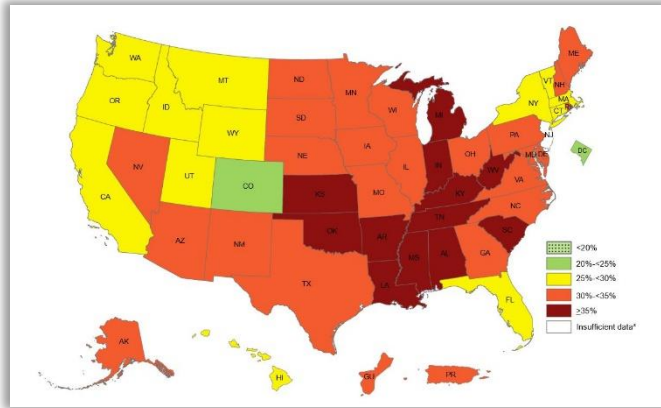 WA
MT
ND
MN
ME
VT
NH
OR
ID
SD
WI
NY
MA
CT
WY
MI
IA
PA
NJ
NE
NV
UT
CO
IL
IN
OH
MD
DE
DC
WV
VA
CA
KS
MO
KY
NC
TN
AZ
NM
OK
AR
SC
MS
AL
GA
TX
LA
FL
AK
HI
GU
PR
<20%
20%-<25%
25%-<30%
30%-<35%
≥35%
Insufficient data*